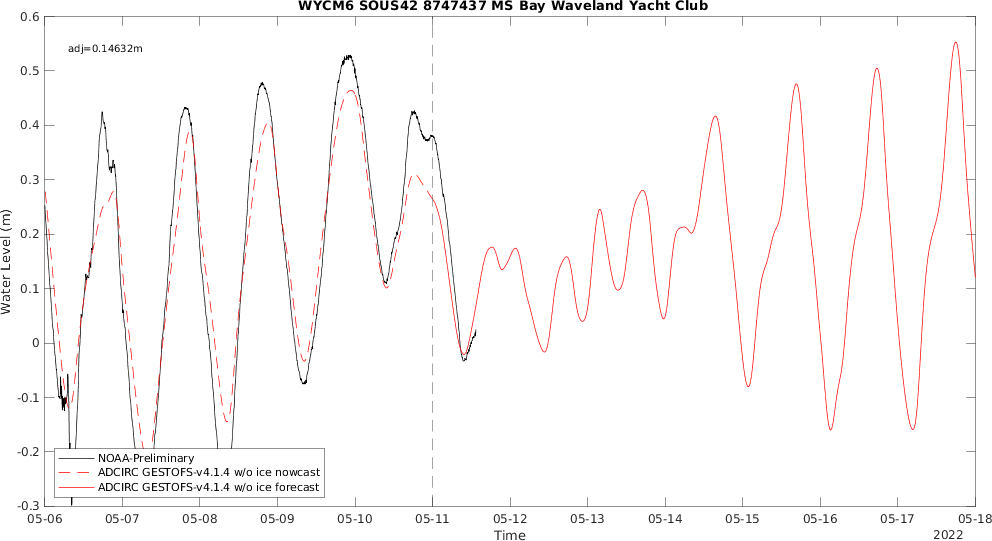 WYCM6 SOUS42 8747437 MS Bay Waveland Yacht Club
adj=0.14632m
0.6
0.5
0.4
0.3
0.2
0.1
0
-0.1
-0.2
-0.3
Water Level (m)
NOAA-Preliminary
ADCIRC GESTOFS-v4.1.4 w/o ice nowcast
ADCIRC GESTOFS-v4.1.4 w/o ice forecast
05-06 05-07 05-08 05-09 05-10 05-11 05-12 05-13 05-14 05-15 05-16 05-17 05-18
Time
2022